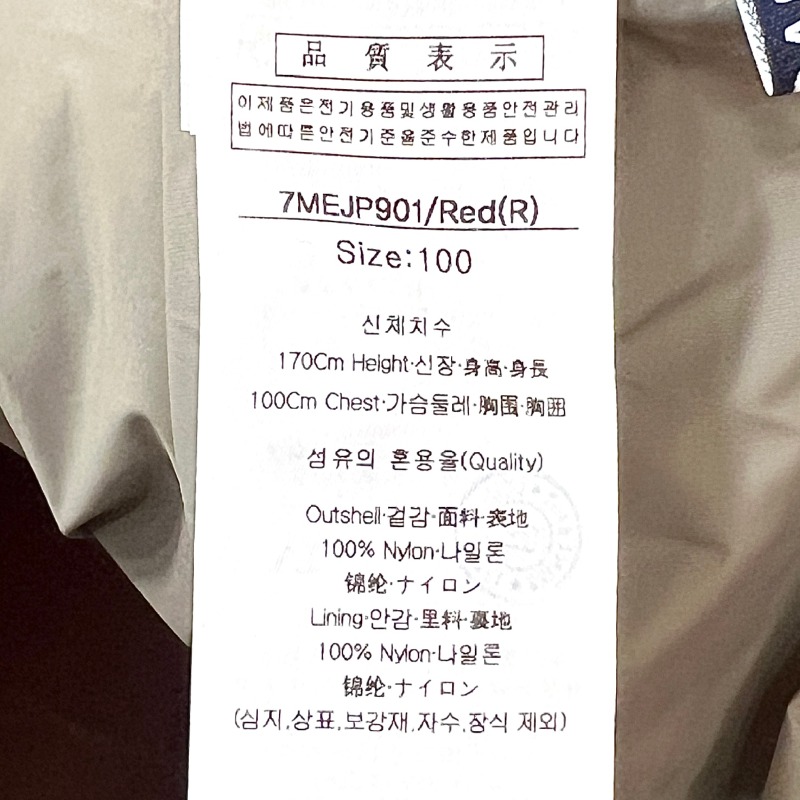 品質表示
이제품은전기용품및생활용품안전관리
법에따른안전기준을준수한제품입니다
7MEJP901/Red(R)
Size:100
신체치수
170Cm Height·신장·身高·身長
100Cm Chest·가슴둘레·胸围·胸囲
섬유의 혼용율(Quality)
Outshell·겉감·面料·表地
100% Nylon·나일론
锦纶·ナイロン
Lining·안감·里料·裏地
100% Nylon·나일론
锦纶·ナイロン
(심지,상표,보강재,자수,장식 제외)